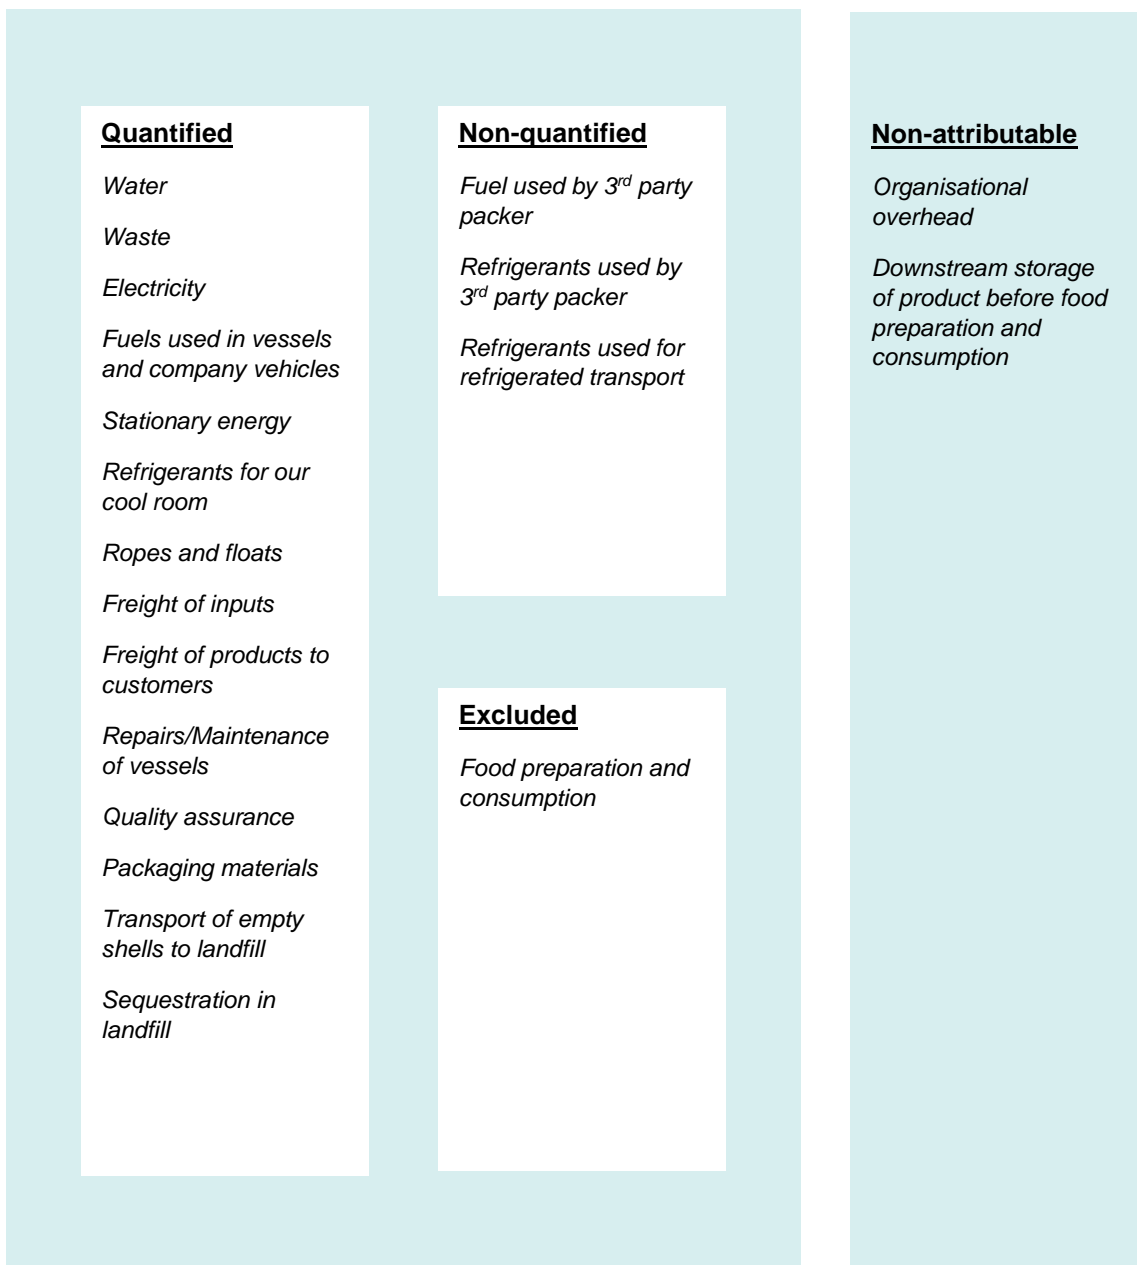 Quantified
Water
Waste
Electricity
Fuels used in vessels
and company vehicles
Stationary energy
Refrigerants for our
cool room
Ropes and floats
Freight of inputs
Freight of products to
customers
Repairs/Maintenance
of vessels
Quality assurance
Packaging materials
Transport of empty
shells to landfill
Sequestration in
landfill
Non-quantified
Fuel used by 3rd party
packer
Refrigerants used by
3rd party packer
Refrigerants used for
refrigerated transport
Excluded
Food preparation and
consumption
Non-attributable
Organisational
overhead
Downstream storage
of product before food
preparation and
consumption